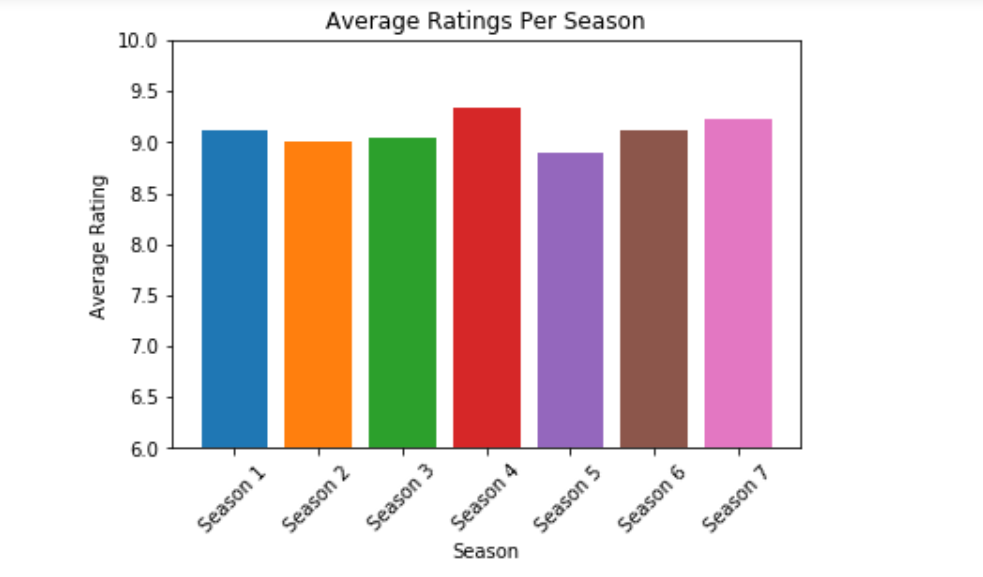 Average Ratings Per Season
10.0
9.5
9.0
8.5
8.0
7.5
7.0
6.5
6.0
Average Rating
Season 1
Season 2
Season 3
Season 4
Season 5
Season 6
Season 7
Season